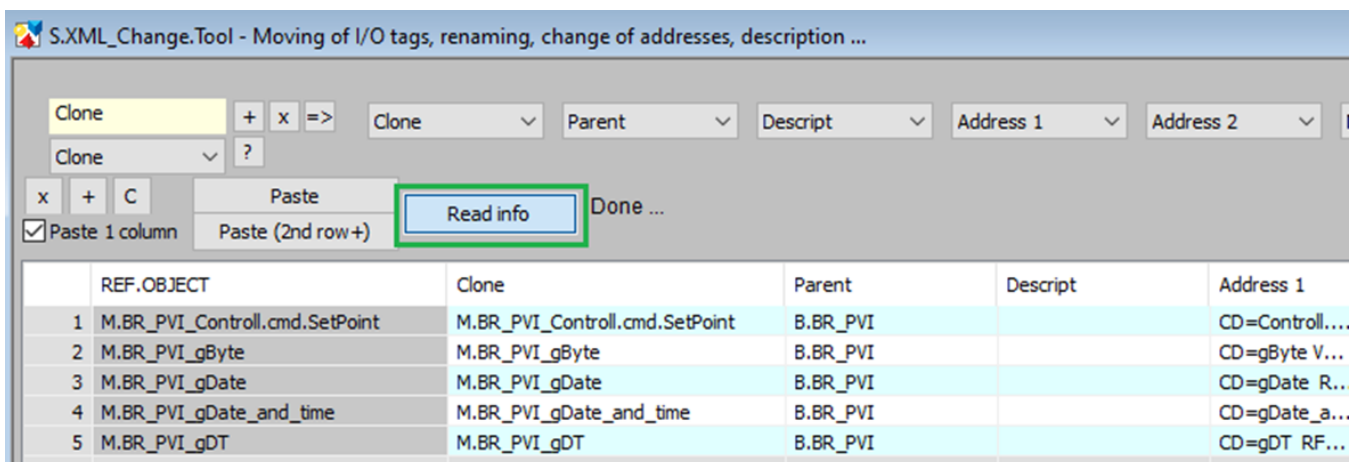 S.XML_Change.Tool - Moving of I/O tags, renaming, change of addresses, description ...
Clone + x => Clone Parent Descript Address 1 Address 2
Clone ?
x + C Paste Read info Done ...
Paste 1 column Paste (2nd row+)
REF.OBJECT Clone Parent Descript Address 1
1 M.BR_PVI_Controll.cmd.SetPoint M.BR_PVI_Controll.cmd.SetPoint B.BR_PVI CD=Controll....
2 M.BR_PVI_gByte M.BR_PVI_gByte B.BR_PVI CD=gByte V...
3 M.BR_PVI_gDate M.BR_PVI_gDate B.BR_PVI CD=gDate R...
4 M.BR_PVI_gDate_and_time M.BR_PVI_gDate_and_time B.BR_PVI CD=gDate_a...
5 M.BR_PVI_gDT M.BR_PVI_gDT B.BR_PVI CD=gDT RF...